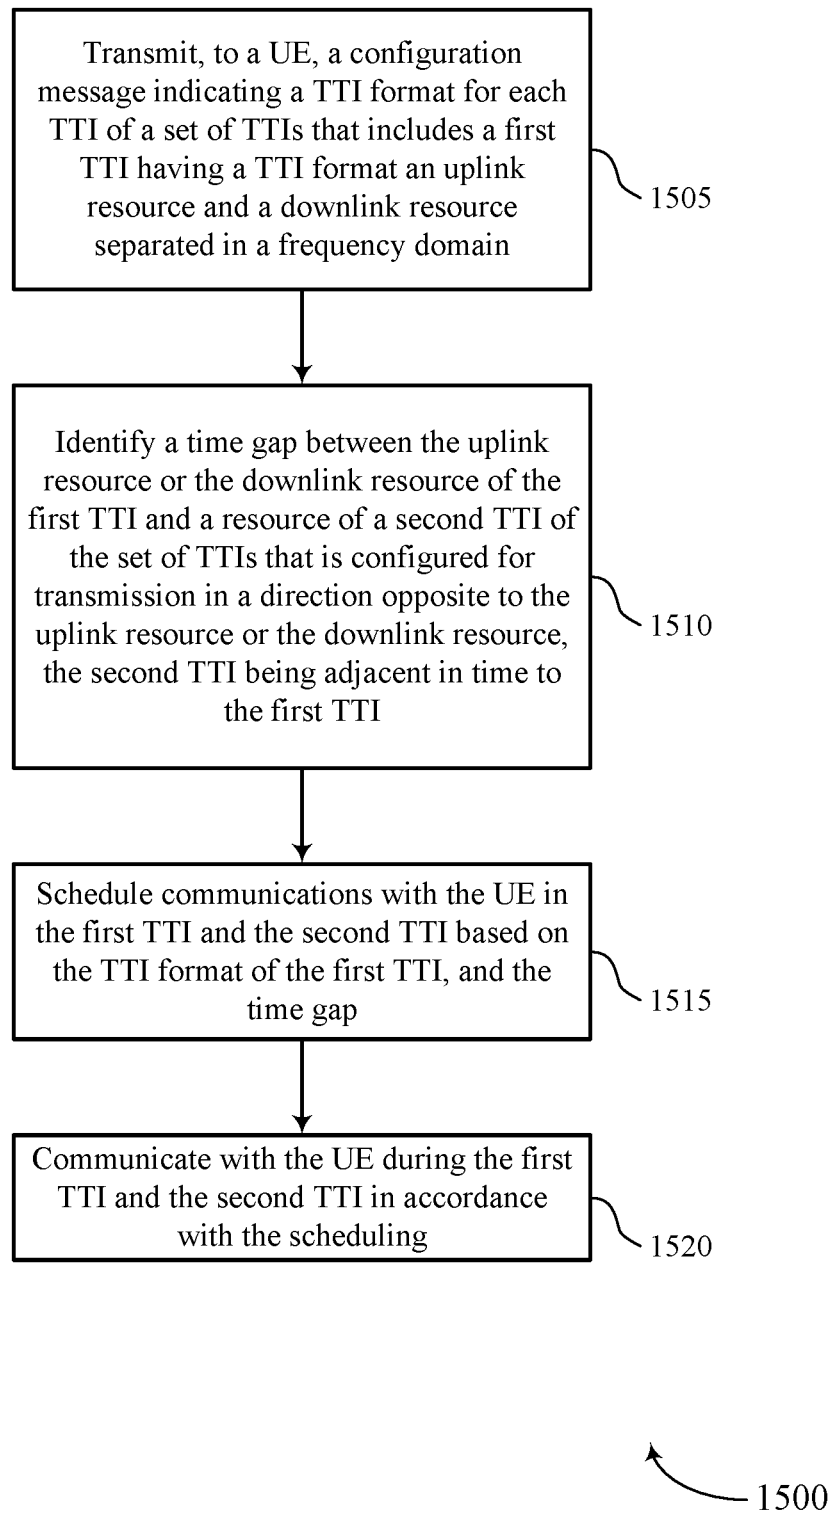 Transmit, to a UE, a configuration
message indicating a TTI format for each
TTI of a set of TTIs that includes a first
TTI having a TTI format an uplink
resource and a downlink resource
separated in a frequency domain
1505
Identify a time gap between the uplink
resource or the downlink resource of the
first TTI and a resource of a second TTI of
the set of TTIs that is configured for
transmission in a direction opposite to the
uplink resource or the downlink resource,
the second TTI being adjacent in time to
the first TTI
1510
Schedule communications with the UE in
the first TTI and the second TTI based on
the TTI format of the first TTI, and the
time gap
1515
Communicate with the UE during the first
TTI and the second TTI in accordance
with the scheduling
1520
1500